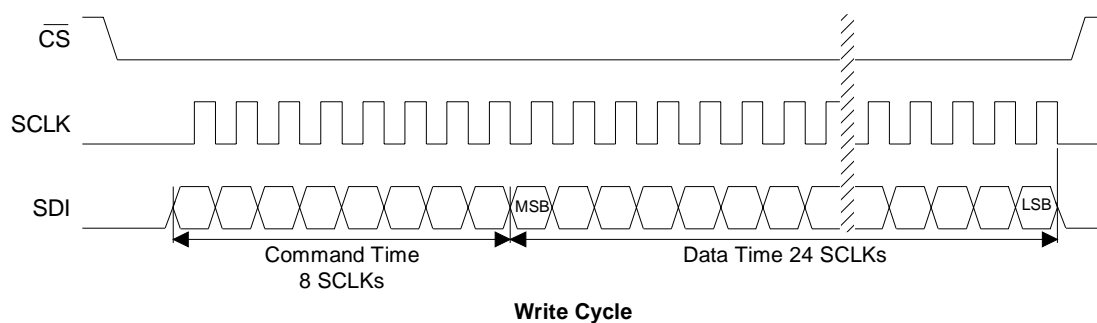 CS
SCLK
SDI
MSB
LSB
Command Time
8 SCLKs
Data Time 24 SCLKs
Write Cycle